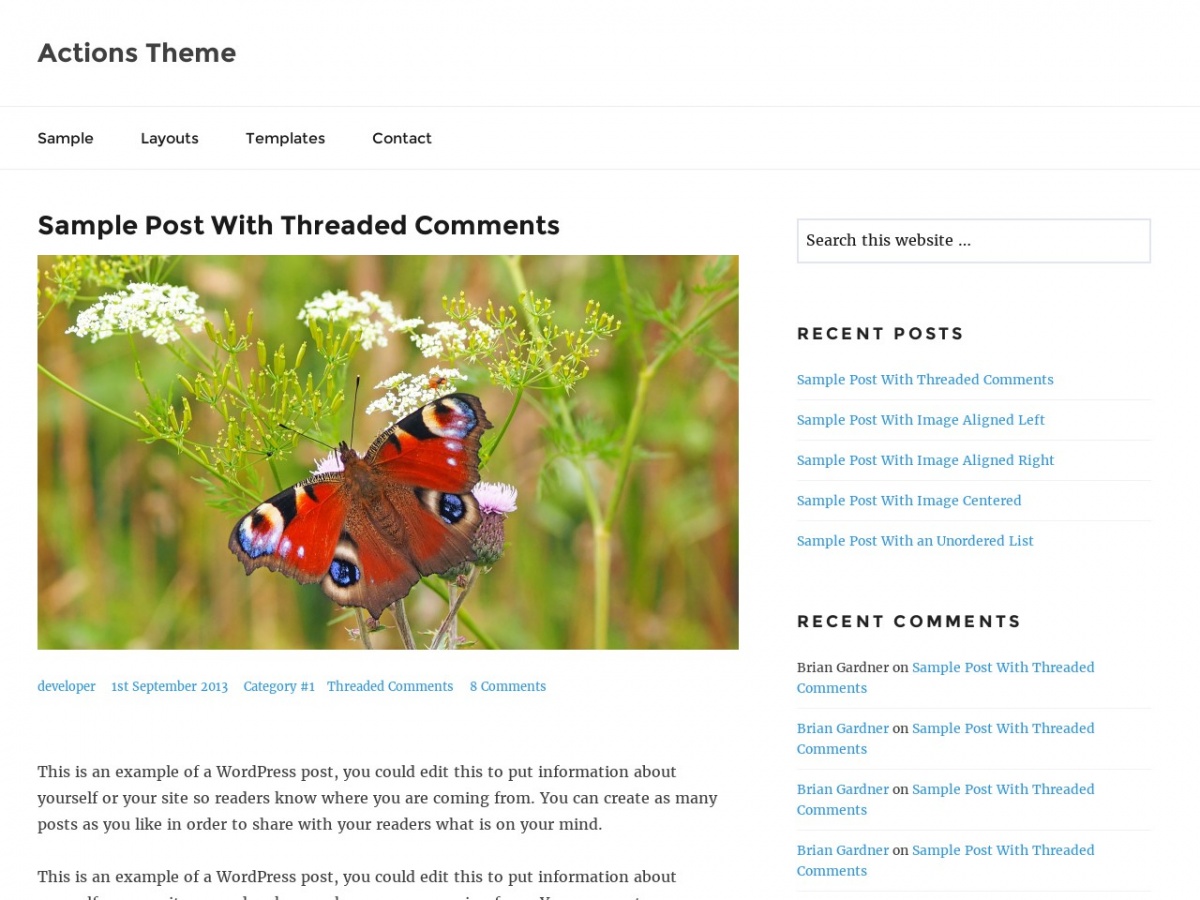 Actions Theme
Sample Layouts Templates Contact
Sample Post With Threaded Comments
developer 1st September 2013 Category #1 Threaded Comments 8 Comments
This is an example of a WordPress post, you could edit this to put information about
yourself or your site so readers know where you are coming from. You can create as many
posts as you like in order to share with your readers what is on your mind.
This is an example of a WordPress post, you could edit this to put information about
Search this website ...
RECENT POSTS
Sample Post With Threaded Comments
Sample Post With Image Aligned Left
Sample Post With Image Aligned Right
Sample Post With Image Centered
Sample Post With an Unordered List
RECENT COMMENTS
Brian Gardner on Sample Post With Threaded
Comments
Brian Gardner on Sample Post With Threaded
Comments
Brian Gardner on Sample Post With Threaded
Comments
Brian Gardner on Sample Post With Threaded
Comments